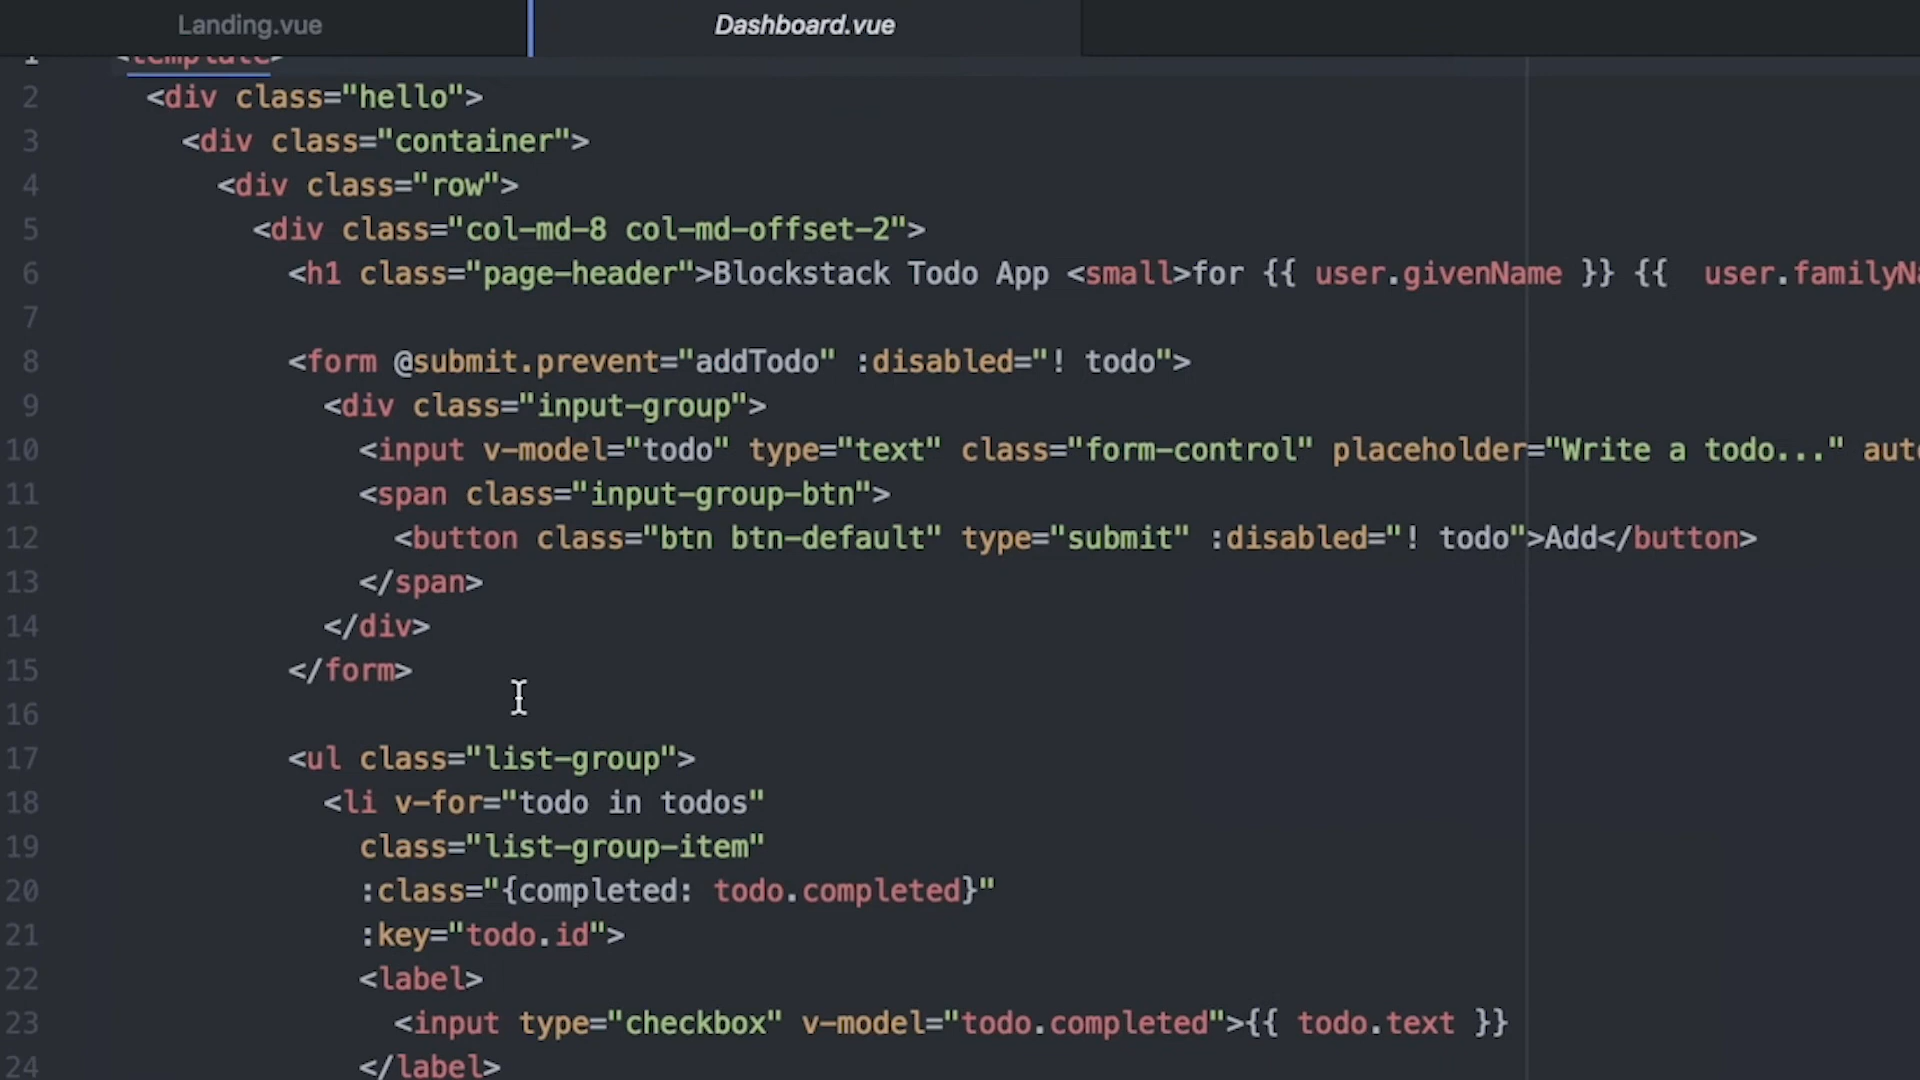 Landing.vue
Dashboard.vue
1 <template>
2 <div class="hello">
3 <div class="container">
4 <div class="row">
5 <div class="col-md-8 col-md-offset-2">
6 <h1 class="page-header">Blockstack Todo App <small>for {{ user.givenName }} {{  user.familyNa
7
8 <form @submit.prevent="addTodo" :disabled="! todo">
9 <div class="input-group">
10 <input v-model="todo" type="text" class="form-control" placeholder="Write a todo..." aut
11 <span class="input-group-btn">
12 <button class="btn btn-default" type="submit" :disabled="! todo">Add</button>
13 </span>
14 </div>
15 </form>
16
17 <ul class="list-group">
18 <li v-for="todo in todos"
19 class="list-group-item"
20 :class="{completed: todo.completed}"
21 :key="todo.id">
22 <label>
23 <input type="checkbox" v-model="todo.completed">{{ todo.text }}
24 </label>